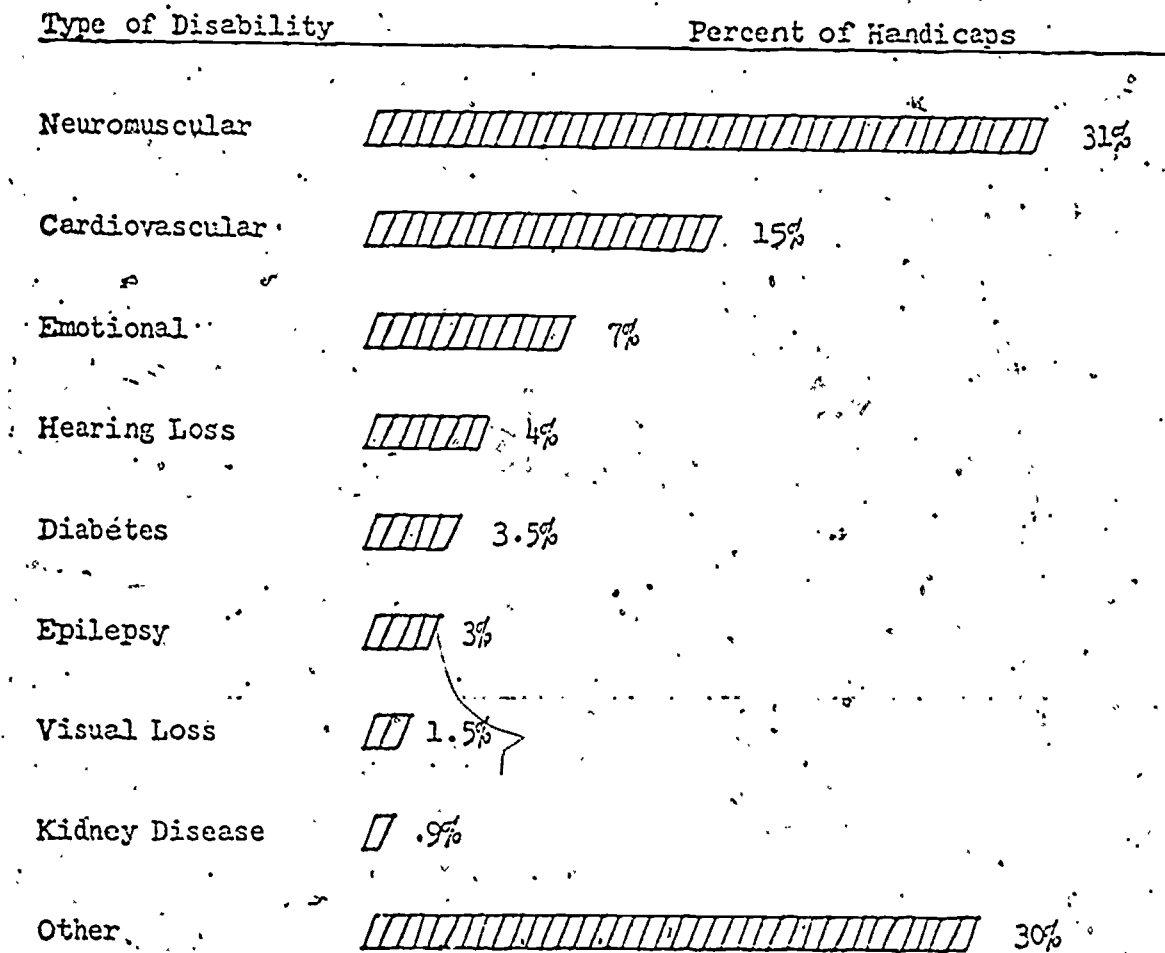 Type of Disability Percent of Handicaps
Neuromuscular 31%
Cardiovascular 15%
Emotional 7%
Hearing Loss 4%
Diabetes 3.5%
Epilepsy 3%
Visual Loss 1.5%
Kidney Disease .9%
Other 30%